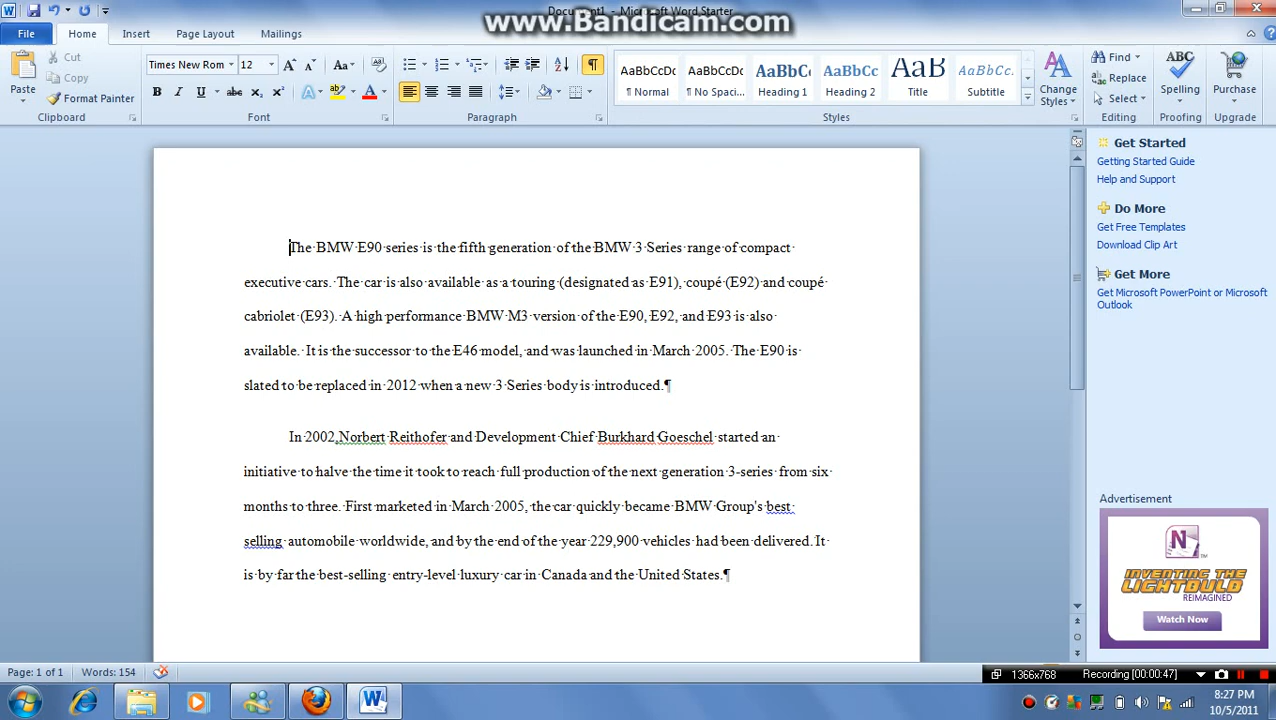 Document1 - Microsoft Word Starter
www.Bandicam.com
File Home Insert Page Layout Mailings
Cut
Copy
Paste
Format Painter
Clipboard
Times New Rom 12
Font
Paragraph
AaBbCcDc AaBbCcDc AaBbC AaBbCc AaB AaBbCcI
¶ Normal ¶ No Spaci... Heading 1 Heading 2 Title Subtitle
Change
Styles
Styles
Find
Replace
Select
Editing
Spelling
Proofing
Purchase
Upgrade
The BMW E90 series is the fifth generation of the BMW 3 Series range of compact
executive cars. The car is also available as a touring (designated as E91), coupé (E92) and coupé
cabriolet (E93). A high performance BMW M3 version of the E90, E92, and E93 is also
available. It is the successor to the E46 model, and was launched in March 2005. The E90 is
slated to be replaced in 2012 when a new 3 Series body is introduced.¶
In 2002,Norbert Reithofer and Development Chief Burkhard Goeschel started an
initiative to halve the time it took to reach full production of the next generation 3-series from six
months to three. First marketed in March 2005, the car quickly became BMW Group's best
selling automobile worldwide, and by the end of the year 229,900 vehicles had been delivered. It
is by far the best-selling entry-level luxury car in Canada and the United States.¶
Get Started
Getting Started Guide
Help and Support
Do More
Get Free Templates
Download Clip Art
Get More
Get Microsoft PowerPoint or Microsoft
Outlook
Advertisement
INVENTING THE
LIGHTBULB
REIMAGINED
Watch Now
Page: 1 of 1 Words: 154
1366x768 Recording [00:00:47]
8:27 PM
10/5/2011